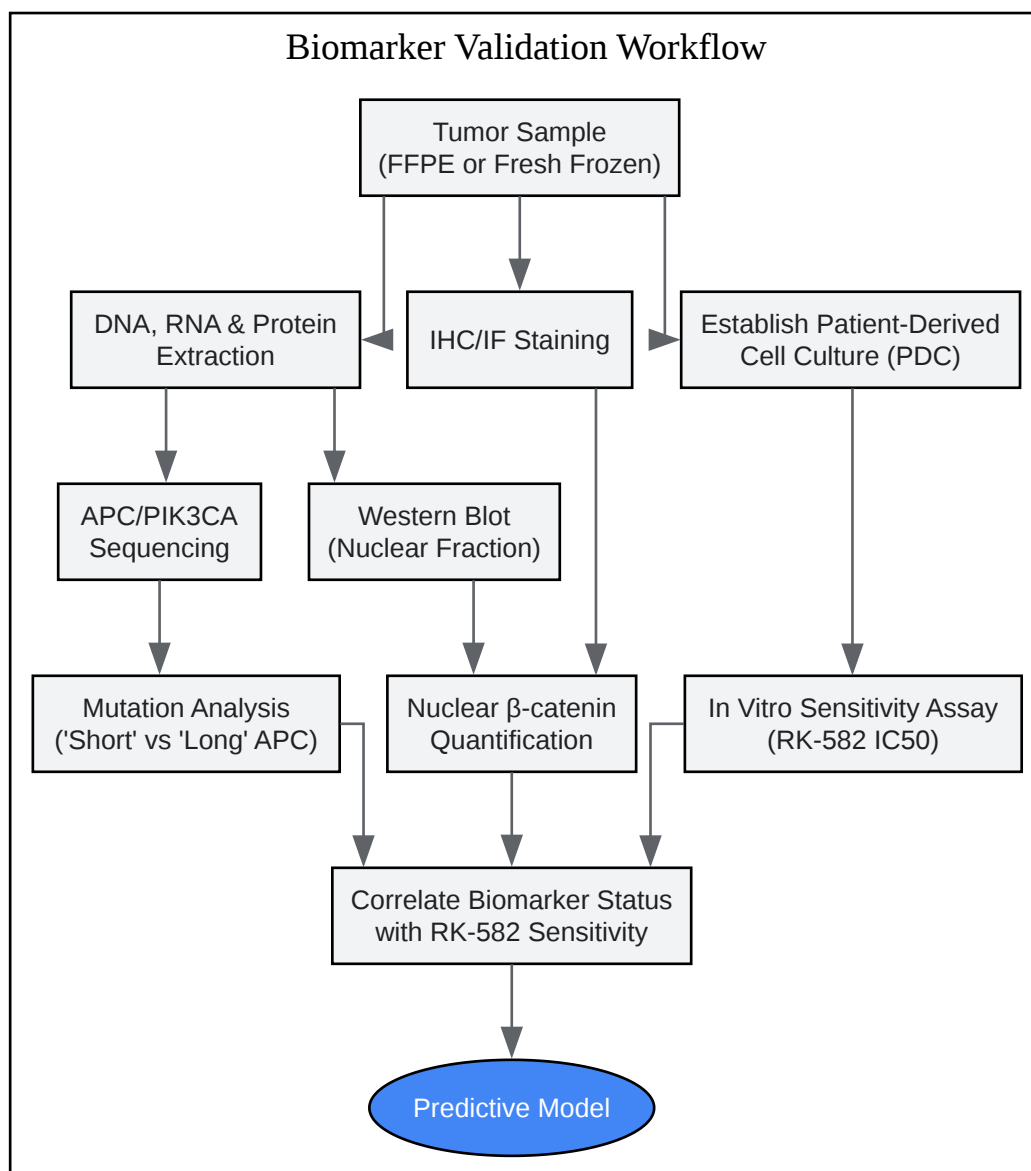 Biomarker Validation Workflow
Tumor Sample
(FFPE or Fresh Frozen)
DNA, RNA & Protein
Extraction
IHC/IF Staining
Establish Patient-Derived
Cell Culture (PDC)
APC/PIK3CA
Sequencing
Western Blot
(Nuclear Fraction)
Mutation Analysis
('Short' vs 'Long' APC)
Nuclear β-catenin
Quantification
In Vitro Sensitivity Assay
(RK-582 IC50)
Correlate Biomarker Status
with RK-582 Sensitivity
Predictive Model